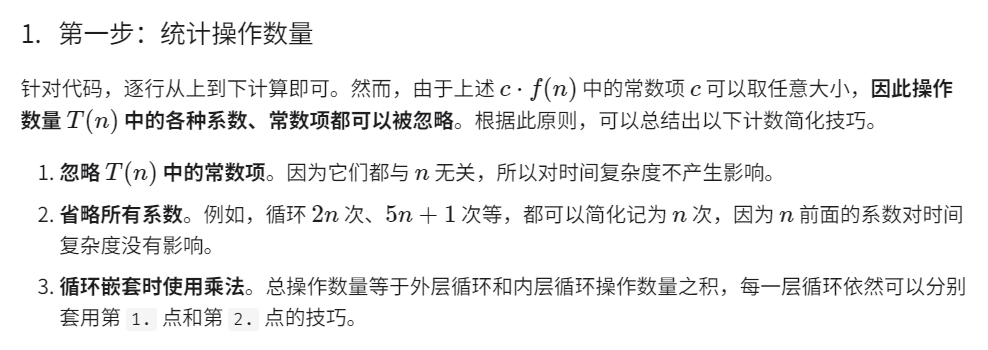 1. 第一步：统计操作数量
针对代码，逐行从上到下计算即可。然而，由于上述 c · f(n) 中的常数项 c 可以取任意大小，因此操作
数量 T(n) 中的各种系数、常数项都可以被忽略。根据此原则，可以总结出以下计数简化技巧。
1. 忽略 T(n) 中的常数项。因为它们都与 n 无关，所以对时间复杂度不产生影响。
2. 省略所有系数。例如，循环 2n 次、5n + 1 次等，都可以简化记为 n 次，因为 n 前面的系数对时间
复杂度没有影响。
3. 循环嵌套时使用乘法。总操作数量等于外层循环和内层循环操作数量之积，每一层循环依然可以分别
套用第 1. 点和第 2. 点的技巧。